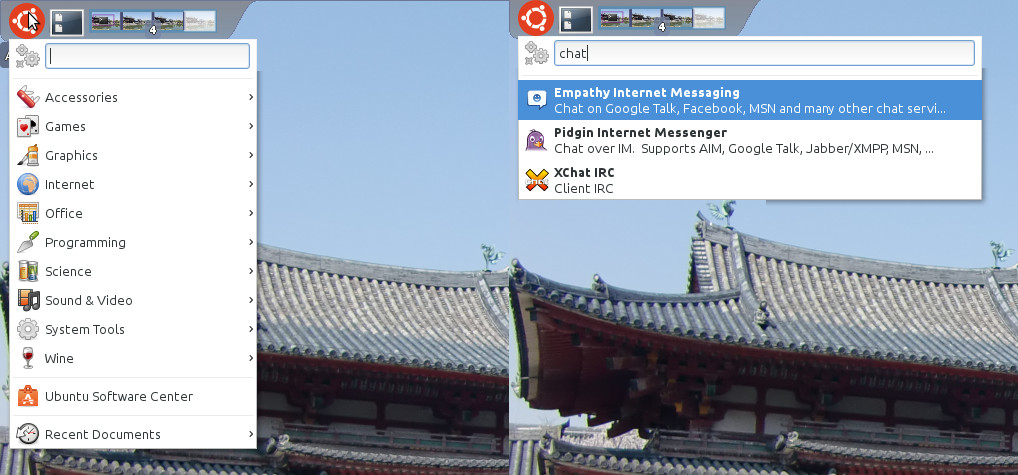 4
Accessories
Games
Graphics
Internet
Office
Programming
Science
Sound & Video
System Tools
Wine
Ubuntu Software Center
Recent Documents
4
chat
Empathy Internet Messaging
Chat on Google Talk, Facebook, MSN and many other chat servi...
Pidgin Internet Messenger
Chat over IM. Supports AIM, Google Talk, Jabber/XMPP, MSN, ...
XChat IRC
Client IRC